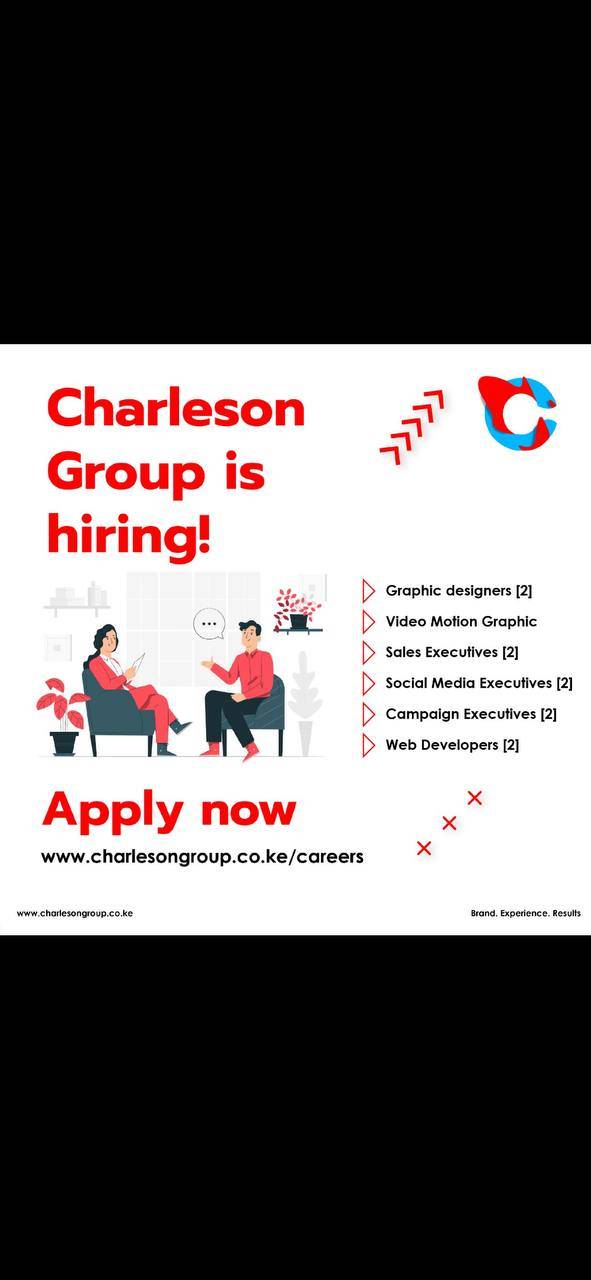 Charleson
Group is
hiring!
Graphic designers [2]
Video Motion Graphic
Sales Executives [2]
Social Media Executives [2]
Campaign Executives [2]
Web Developers [2]
Apply now
www.charlesongroup.co.ke/careers
www.charlesongroup.co.ke
Brand. Experience. Results